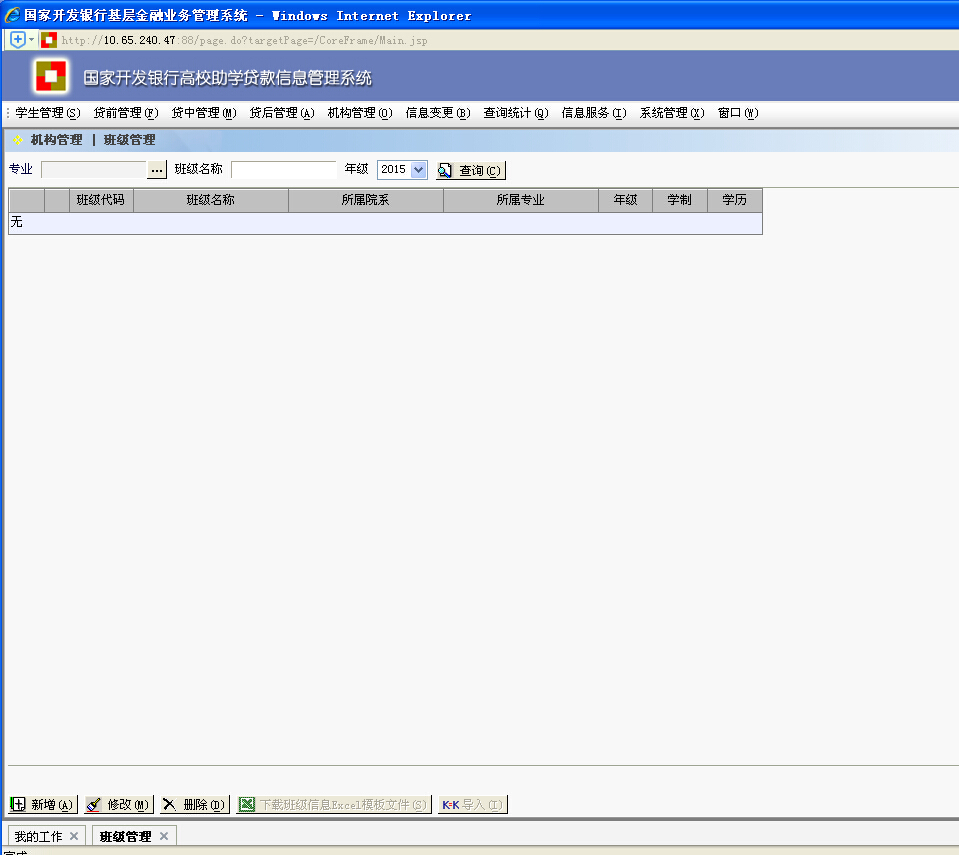 国家开发银行基层金融业务管理系统 - Windows Internet Explorer
http://10.65.240.47:88/page.do?targetPage=/CoreFrame/Main.jsp
国家开发银行高校助学贷款信息管理系统
学生管理(S) 贷前管理(F) 贷中管理(M) 贷后管理(A) 机构管理(O) 信息变更(B) 查询统计(Q) 信息服务(I) 系统管理(X) 窗口(W)
机构管理 | 班级管理
专业 ... 班级名称 年级 2015 查询(C)
班级代码 班级名称 所属院系 所属专业 年级 学制 学历
无
新增(A) 修改(M) 删除(D) 下载班级信息Excel模板文件(S) K=K 导入(I)
我的工作 × 班级管理 ×
完成